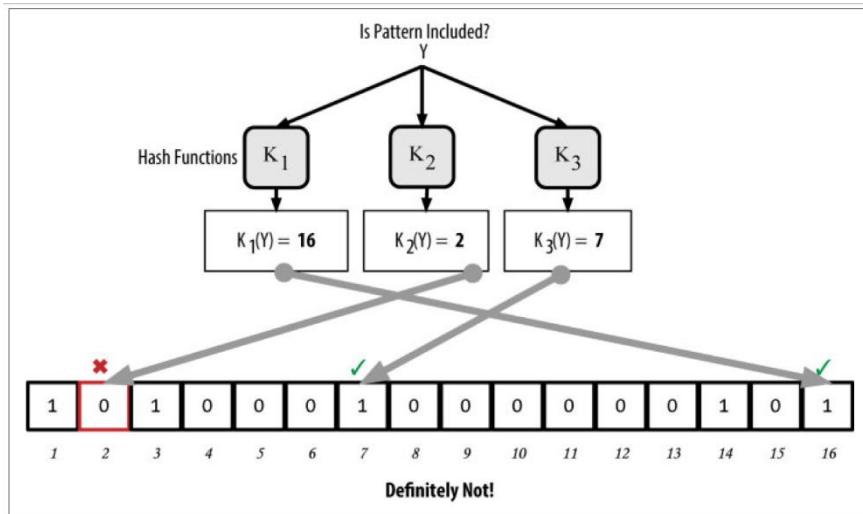 Is Pattern Included?
Y
Hash Functions
K1 K2 K3
K1(Y) = 16 K2(Y) = 2 K3(Y) = 7
✖ ✓ ✓
1 0 1 0 0 0 1 0 0 0 0 0 0 1 0 1
1 2 3 4 5 6 7 8 9 10 11 12 13 14 15 16
Definitely Not!